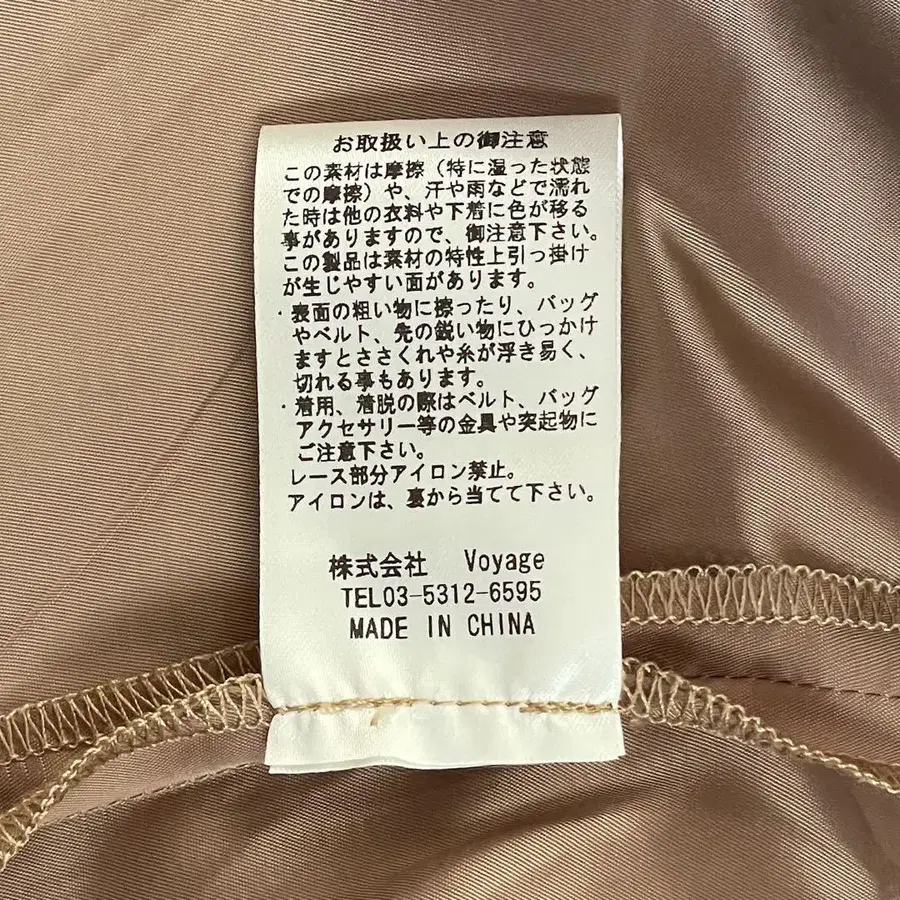 お取扱い上の御注意
この素材は摩擦（特に湿った状態
での摩擦）や、汗や雨などで濡れ
た時は他の衣料や下着に色が移る
事がありますので、御注意下さい。
この製品は素材の特性上引っ掛け
が生じやすい面があります。
・表面の粗い物に擦ったり、バッグ
やベルト、先の鋭い物にひっかけ
ますとささくれや糸が浮き易く、
切れる事もあります。
・着用、着脱の際はベルト、バッグ
アクセサリー等の金具や突起物に
ご注意下さい。
レース部分アイロン禁止。
アイロンは、裏から当てて下さい。
株式会社 Voyage
TEL03-5312-6595
MADE IN CHINA